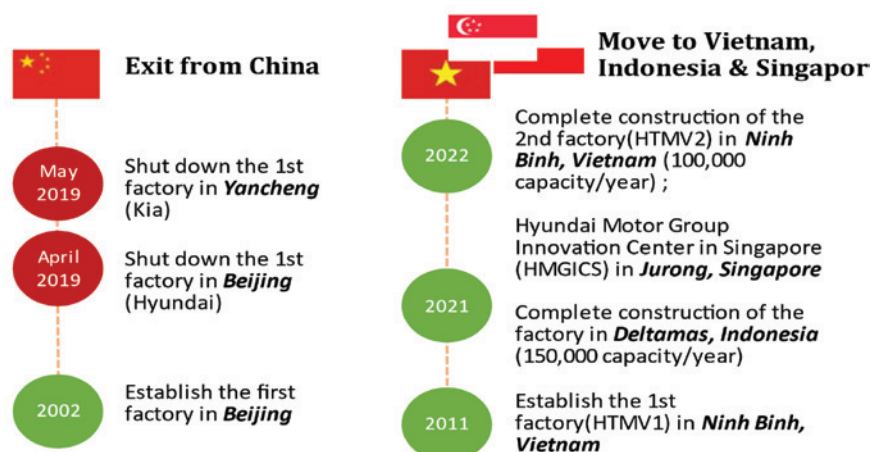 Exit from China
May
2019
Shut down the 1st
factory in Yancheng
(Kia)
April
2019
Shut down the 1st
factory in Beijing
(Hyundai)
2002
Establish the first
factory in Beijing
Move to Vietnam,
Indonesia & Singapor
2022
Complete construction of the
2nd factory(HTMV2) in Ninh
Binh, Vietnam (100,000
capacity/year) ;
Hyundai Motor Group
Innovation Center in Singapore
(HMGICS) in Jurong, Singapore
2021
Complete construction of the
factory in Deltamas, Indonesia
(150,000 capacity/year)
2011
Establish the 1st
factory(HTMV1) in Ninh Binh,
Vietnam